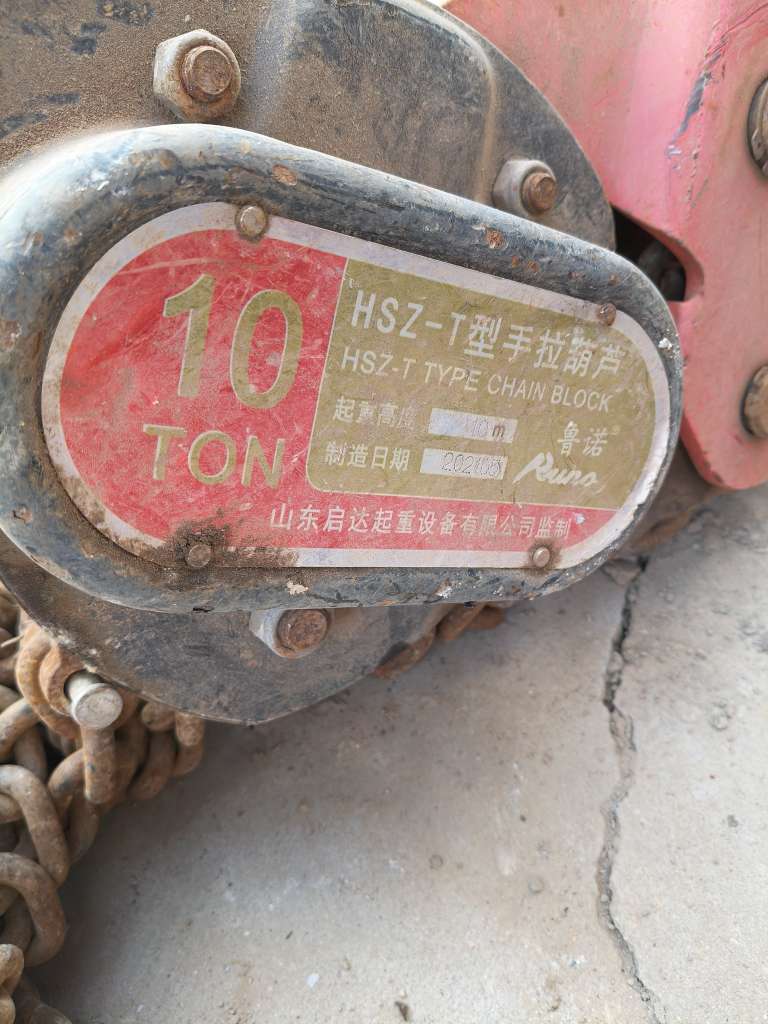 10
TON
HSZ-T型手拉葫芦
HSZ-T TYPE CHAIN BLOCK
起重高度 10m
制造日期 202105
鲁诺
Runo
山东启达起重设备有限公司监制